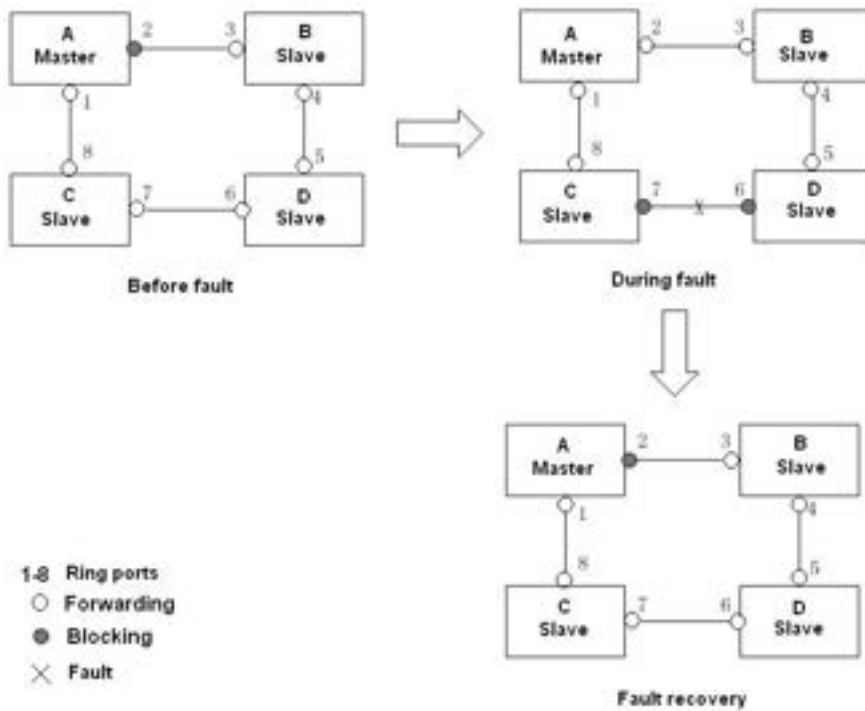 A
Master
2
3
B
Slave
1
4
8
5
C
Slave
7
6
D
Slave
Before fault
A
Master
2
3
B
Slave
1
4
8
5
C
Slave
7
6
D
Slave
During fault
A
Master
2
3
B
Slave
1
4
8
5
C
Slave
7
6
D
Slave
Fault recovery
1-8 Ring ports
Forwarding
Blocking
Fault